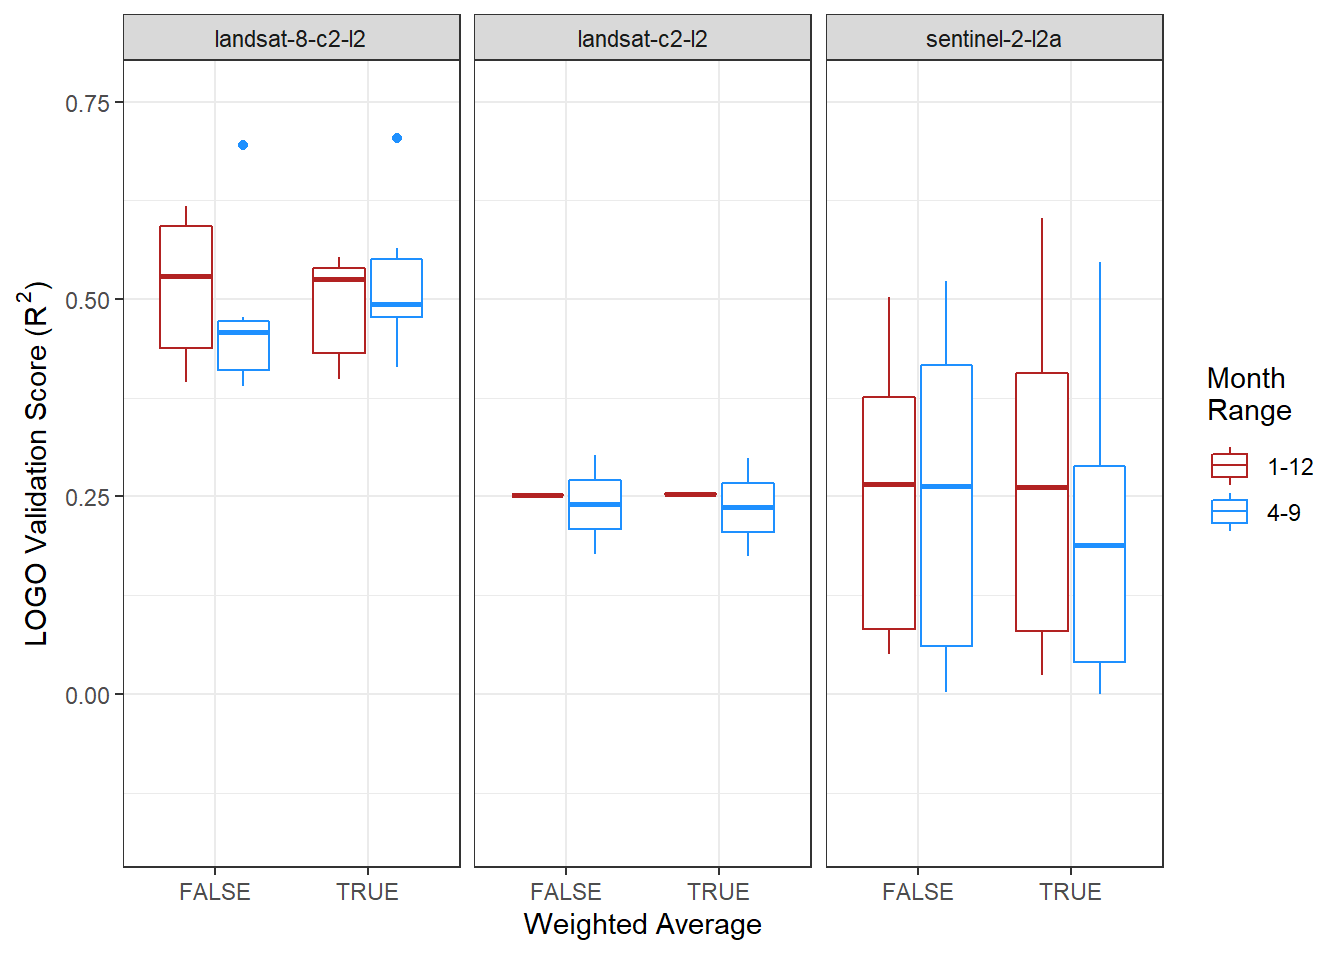 landsat-8-c2-l2 landsat-c2-l2 sentinel-2-l2a
0.75
0.50
0.25
0.00
LOGO Validation Score (R²)
FALSE TRUE FALSE TRUE FALSE TRUE
Weighted Average
Month
Range
1-12
4-9